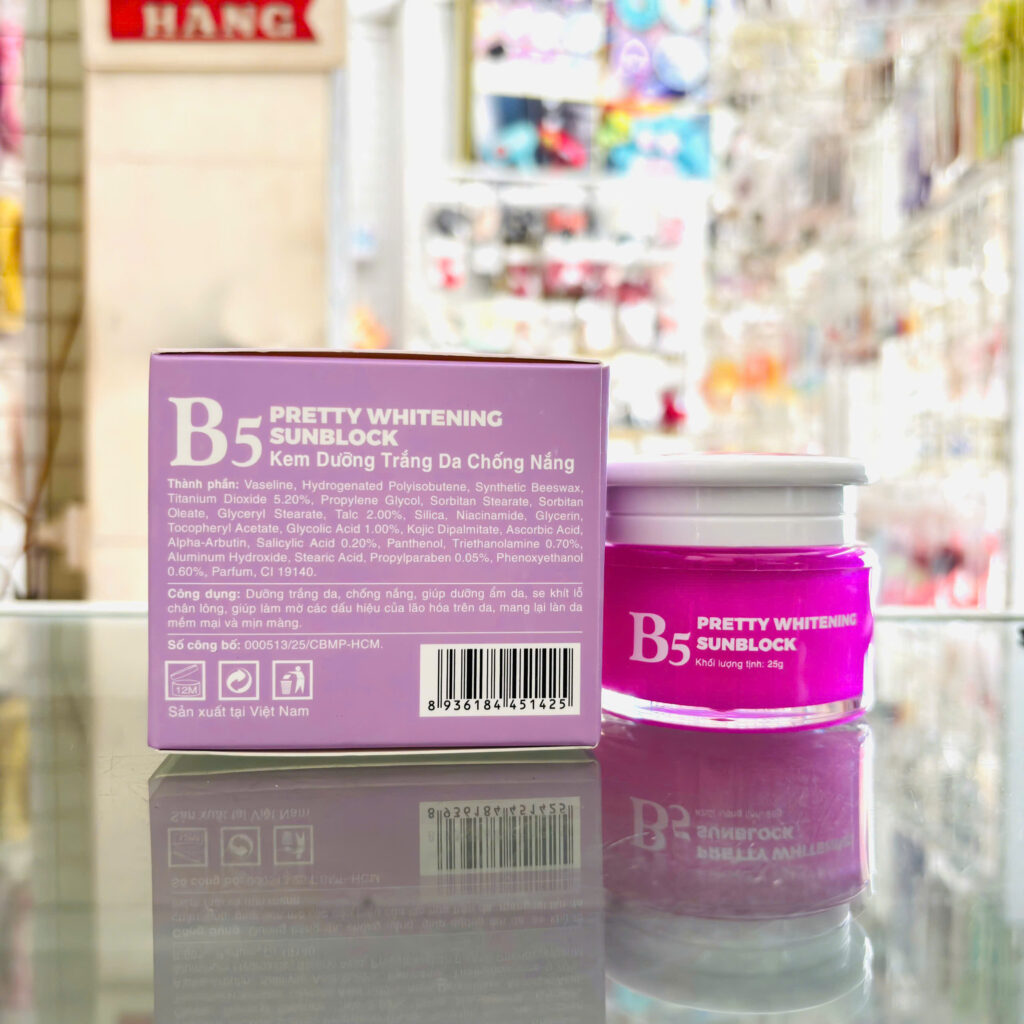 HÀNG
B5 PRETTY WHITENING
SUNBLOCK
Kem Dưỡng Trắng Da Chống Nắng
Thành phần: Vaseline, Hydrogenated Polyisobutene, Synthetic Beeswax,
Titanium Dioxide 5.20%, Propylene Glycol, Sorbitan Stearate, Sorbitan
Oleate, Glyceryl Stearate, Talc 2.00%, Silica, Niacinamide, Glycerin,
Tocopheryl Acetate, Glycolic Acid 1.00%, Kojic Dipalmitate, Ascorbic Acid,
Alpha-Arbutin, Salicylic Acid 0.20%, Panthenol, Triethanolamine 0.70%,
Aluminum Hydroxide, Stearic Acid, Propylparaben 0.05%, Phenoxyethanol
0.60%, Parfum, CI 19140.
Công dụng: Dưỡng trắng da, chống nắng, giúp dưỡng ẩm da, se khít lỗ
chân lông, giúp làm mờ các dấu hiệu của lão hóa trên da, mang lại làn da
mềm mại và mịn màng.
Số công bố: 000513/25/CBMP-HCM.
12M
Sản xuất tại Việt Nam
8 936184 451425
B5 PRETTY WHITENING
SUNBLOCK
Khối lượng tịnh: 25g